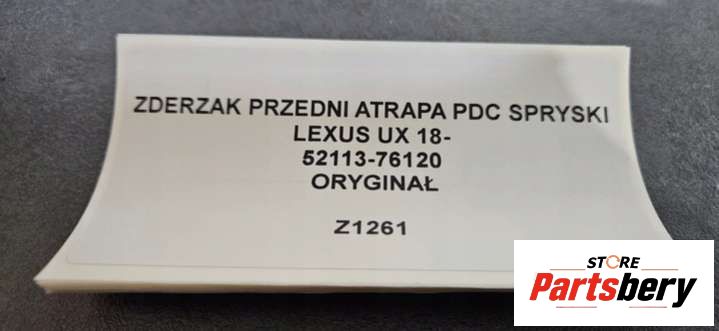 ZDERZAK PRZEDNI ATRAPA PDC SPRYSKI
LEXUS UX 18-
52113-76120
ORYGINAŁ
Z1261
STORE
Partsbery